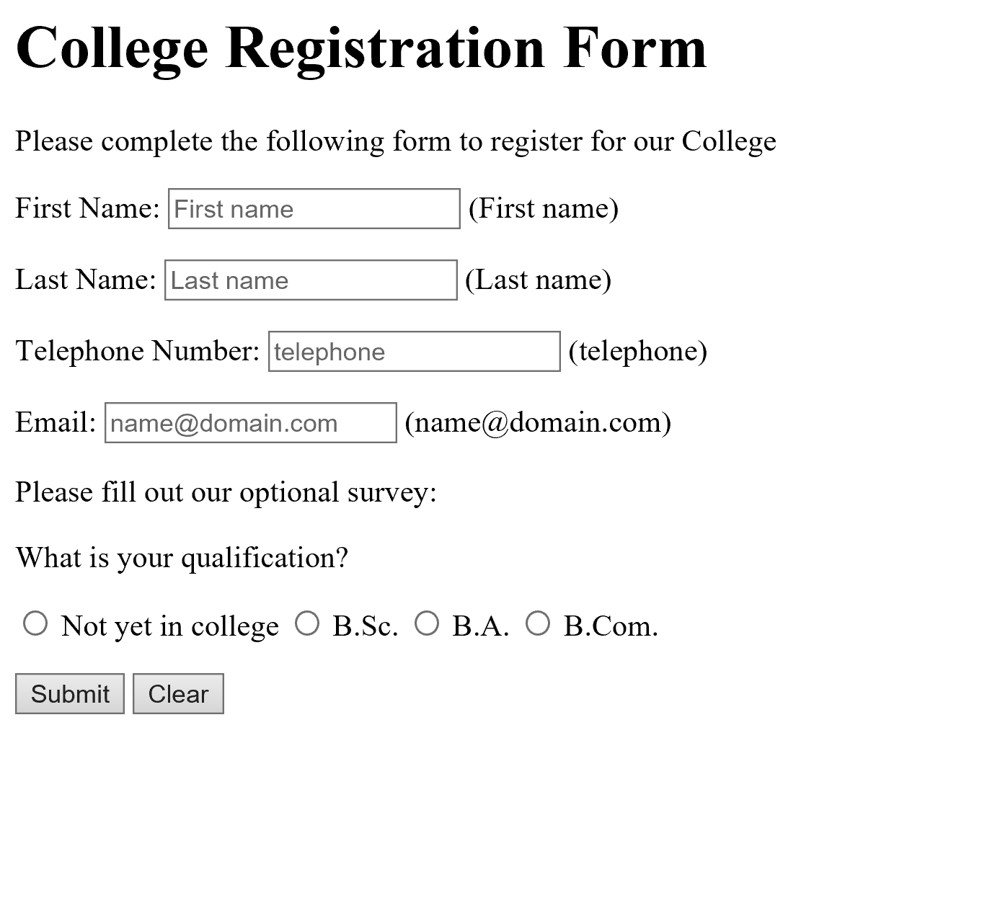 College Registration Form
Please complete the following form to register for our College
First Name: First name (First name)
Last Name: Last name (Last name)
Telephone Number: telephone (telephone)
Email: name@domain.com (name@domain.com)
Please fill out our optional survey:
What is your qualification?
Not yet in college B.Sc. B.A. B.Com.
Submit Clear